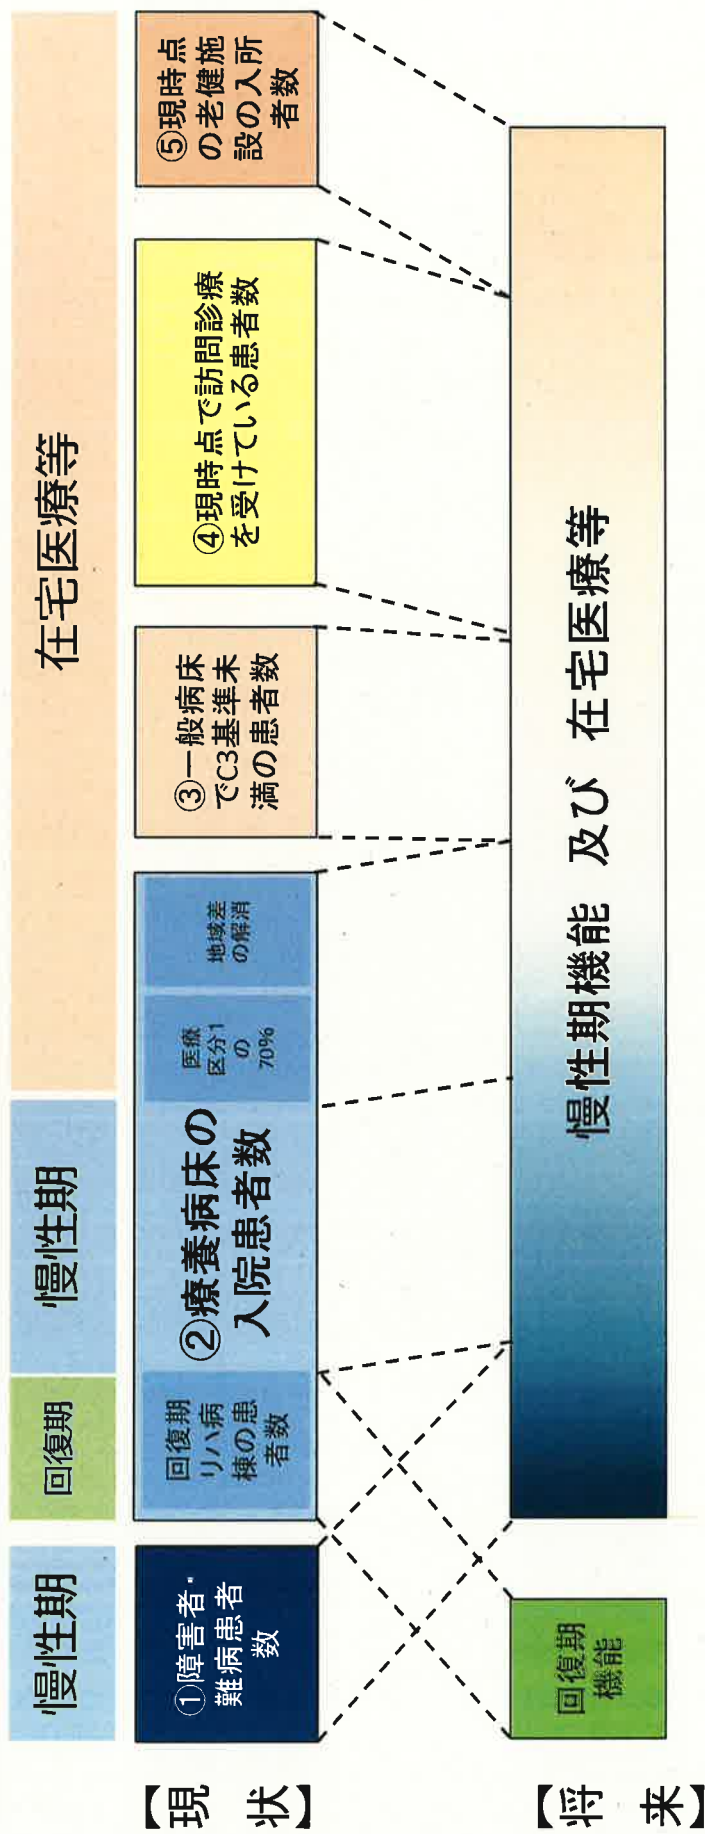 慢性期
回復期
慢性期
在宅医療等
【現 状】
①障害者・
難病患者
数
回復期
リハ病
棟の患
者数
②療養病床の
入院患者数
医療
区分1
の
70%
地域差
の解消
③一般病床
でC3基準未
満の患者数
④現時点で訪問診療
を受けている患者数
⑤現時点
の老健施
設の入所
者数
【将 来】
回復期
機能
慢性期機能 及び 在宅医療等